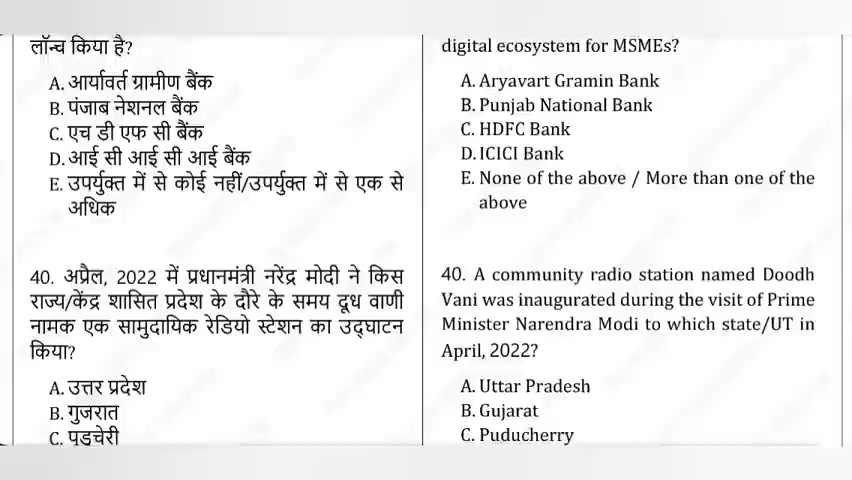 लॉन्च किया है?
A. आर्यावर्त ग्रामीण बैंक
B. पंजाब नेशनल बैंक
C. एच डी एफ सी बैंक
D. आई सी आई सी आई बैंक
E. उपर्युक्त में से कोई नहीं/उपर्युक्त में से एक से
अधिक
40. अप्रैल, 2022 में प्रधानमंत्री नरेंद्र मोदी ने किस
राज्य/केंद्र शासित प्रदेश के दौरे के समय दूध वाणी
नामक एक सामुदायिक रेडियो स्टेशन का उद्घाटन
किया?
A. उत्तर प्रदेश
B. गुजरात
C. पुडुचेरी
digital ecosystem for MSMEs?
A. Aryavart Gramin Bank
B. Punjab National Bank
C. HDFC Bank
D. ICICI Bank
E. None of the above / More than one of the
above
40. A community radio station named Doodh
Vani was inaugurated during the visit of Prime
Minister Narendra Modi to which state/UT in
April, 2022?
A. Uttar Pradesh
B. Gujarat
C. Puducherry